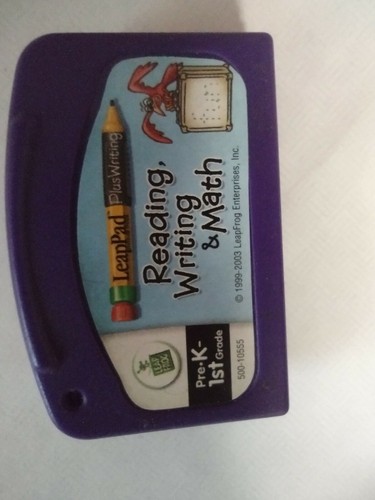 LeapPad PlusWriting
Reading,
Writing
& Math
© 1999-2003 LeapFrog Enterprises, Inc.
LEAP
FROG
Pre-K-
1st Grade
500-10555